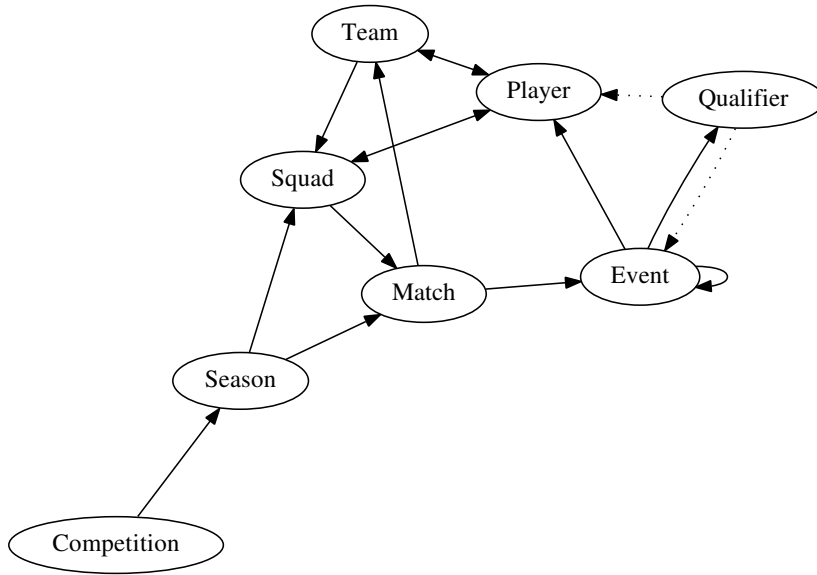 Team
Player
Qualifier
Squad
Event
Match
Season
Competition